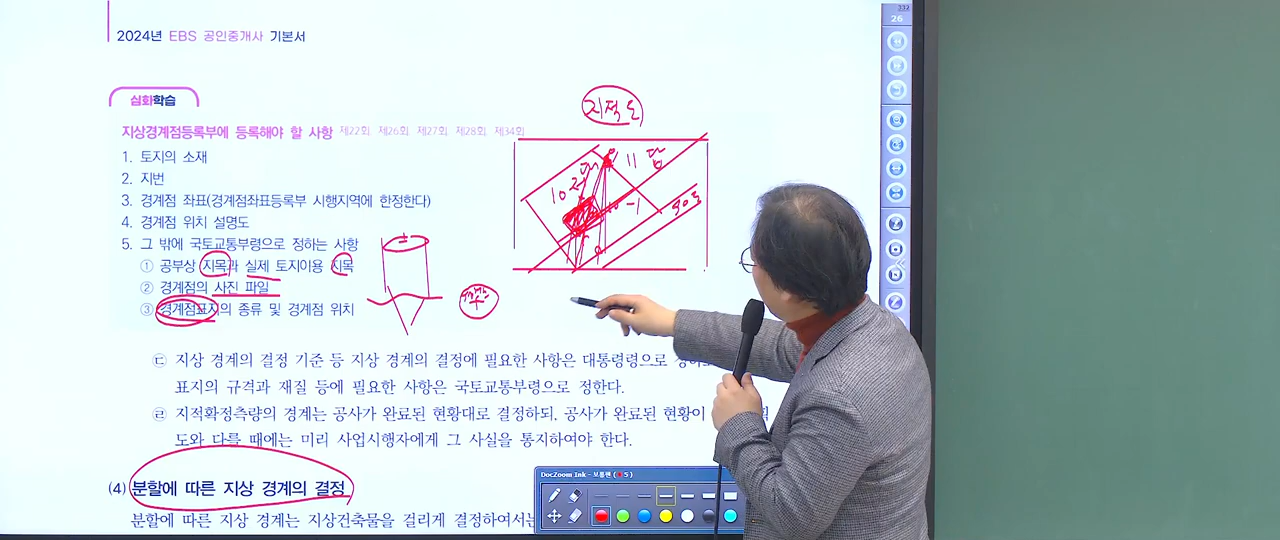 2024년 EBS 공인중개사 기본서
332
26
심화학습
지상경계점등록부에 등록해야 할 사항 제22회 제26회 제27회 제28회 제34회
1. 토지의 소재
2. 지번
3. 경계점 좌표(경계점좌표등록부 시행지역에 한정한다)
4. 경계점 위치 설명도
5. 그 밖에 국토교통부령으로 정하는 사항
① 공부상 지목과 실제 토지이용 지목
② 경계점의 사진 파일
③ 경계점표지의 종류 및 경계점 위치
지적도
10
11 답
-1
90도
㉢ 지상 경계의 결정 기준 등 지상 경계의 결정에 필요한 사항은 대통령령으로
표지의 규격과 재질 등에 필요한 사항은 국토교통부령으로 정한다.
㉣ 지적확정측량의 경계는 공사가 완료된 현황대로 결정하되, 공사가 완료된 현황이
도와 다를 때에는 미리 사업시행자에게 그 사실을 통지하여야 한다.
DocZoom Ink - 보통펜 ( 5 )
(4) 분할에 따른 지상 경계의 결정
분할에 따른 지상 경계는 지상건축물을 걸리게 결정하여서는